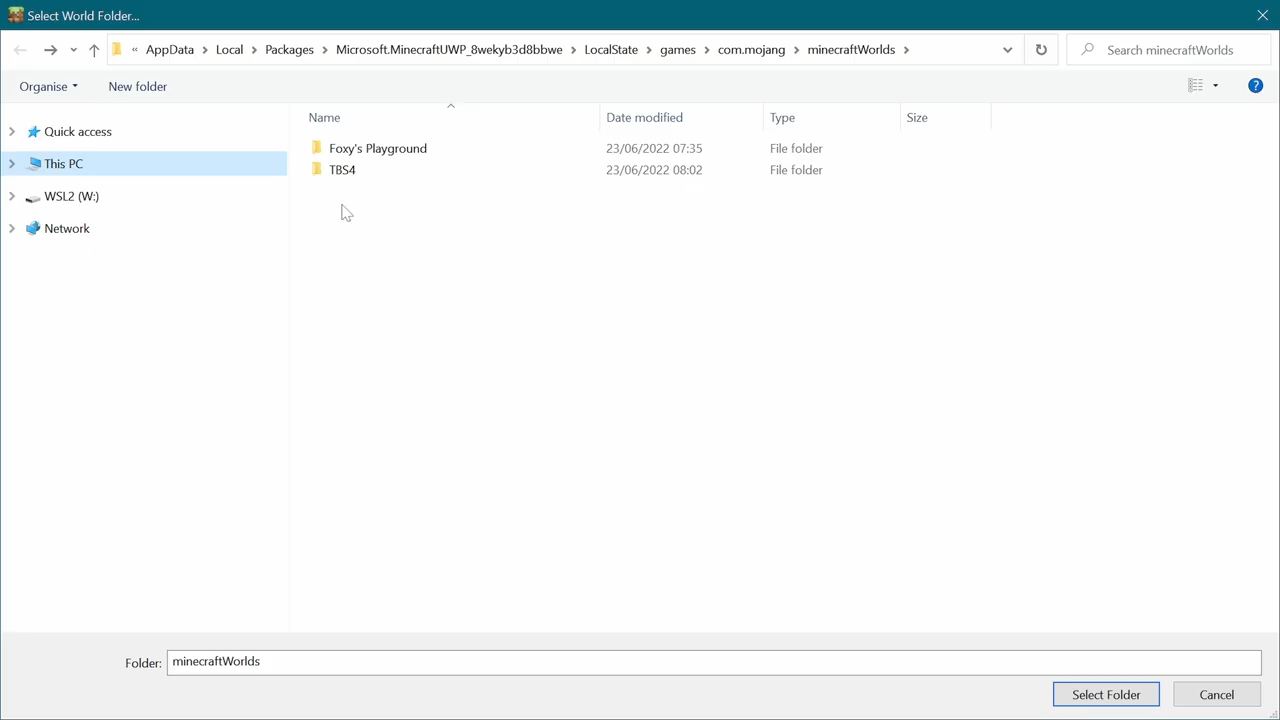 Select World Folder...
« AppData > Local > Packages > Microsoft.MinecraftUWP_8wekyb3d8bbwe > LocalState > games > com.mojang > minecraftWorlds >
Search minecraftWorlds
Organise
New folder
?
Name Date modified Type Size
Quick access
This PC
WSL2 (W:)
Network
Foxy's Playground 23/06/2022 07:35 File folder
TBS4 23/06/2022 08:02 File folder
Folder: minecraftWorlds
Select Folder Cancel